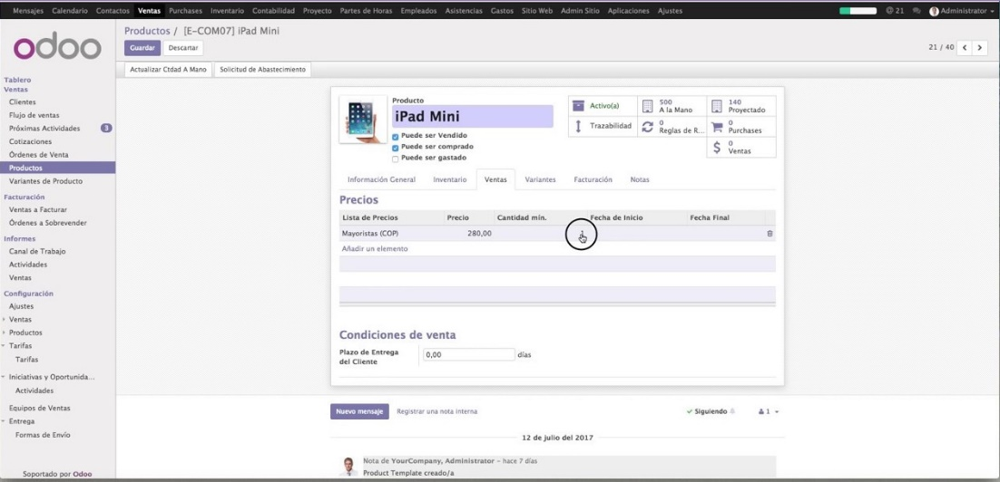 Mensajes Calendario Contactos Ventas Purchases Inventario Contabilidad Proyecto Partes de Horas Empleados Asistencias Gastos Sitio Web Admin Sitio Aplicaciones Ajustes @ 21 Administrator
odoo
Productos / [E-COM07] iPad Mini
Guardar Descartar
21 / 40
Actualizar Ctdad A Mano Solicitud de Abastecimiento
Tablero
Ventas
Clientes
Flujo de ventas
Próximas Actividades 3
Cotizaciones
Órdenes de Venta
Productos
Variantes de Producto
Facturación
Ventas a Facturar
Órdenes a Sobrevender
Informes
Canal de Trabajo
Actividades
Ventas
Configuración
Ajustes
Ventas
Productos
Tarifas
Tarifas
Iniciativas y Oportunida...
Actividades
Equipos de Ventas
Entrega
Formas de Envío
Soportado por Odoo
Producto
iPad Mini
Puede ser Vendido
Puede ser comprado
Puede ser gastado
Activo(a)
500
A la Mano
140
Proyectado
Trazabilidad
0
Reglas de R...
0
Purchases
$ 0
Ventas
Información General Inventario Ventas Variantes Facturación Notas
Precios
Lista de Precios Precio Cantidad mín. Fecha de Inicio Fecha Final
Mayoristas (COP) 280,00 1
Añadir un elemento
Condiciones de venta
Plazo de Entrega
del Cliente
0,00 días
Nuevo mensaje Registrar una nota interna Siguiendo 1
12 de julio del 2017
Nota de YourCompany, Administrator - hace 7 días
Product Template creado/a